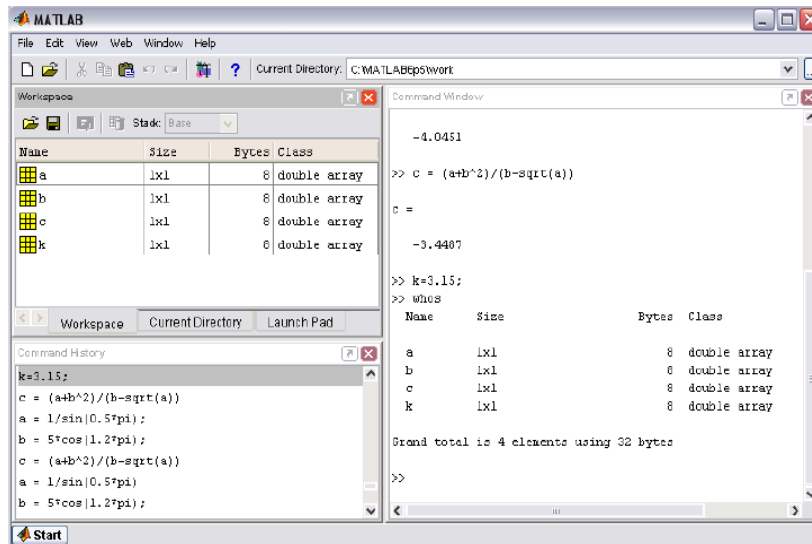 MATLAB
File Edit View Web Window Help
? Current Directory: C:\MATLAB6p5\work
Workspace
Stack: Base
Name Size Bytes Class
a 1x1 8 double array
b 1x1 8 double array
c 1x1 8 double array
k 1x1 8 double array
Workspace Current Directory Launch Pad
Command History
k=3.15;
c = (a+b^2)/(b-sqrt(a))
a = 1/sin(0.5*pi);
b = 5*cos(1.2*pi);
c = (a+b^2)/(b-sqrt(a))
a = 1/sin(0.5*pi)
b = 5*cos(1.2*pi);
Command Window
-4.0451
>> c = (a+b^2)/(b-sqrt(a))
c =
-3.4487
>> k=3.15;
>> whos
Name Size Bytes Class
a 1x1 8 double array
b 1x1 8 double array
c 1x1 8 double array
k 1x1 8 double array
Grand total is 4 elements using 32 bytes
>>
Start